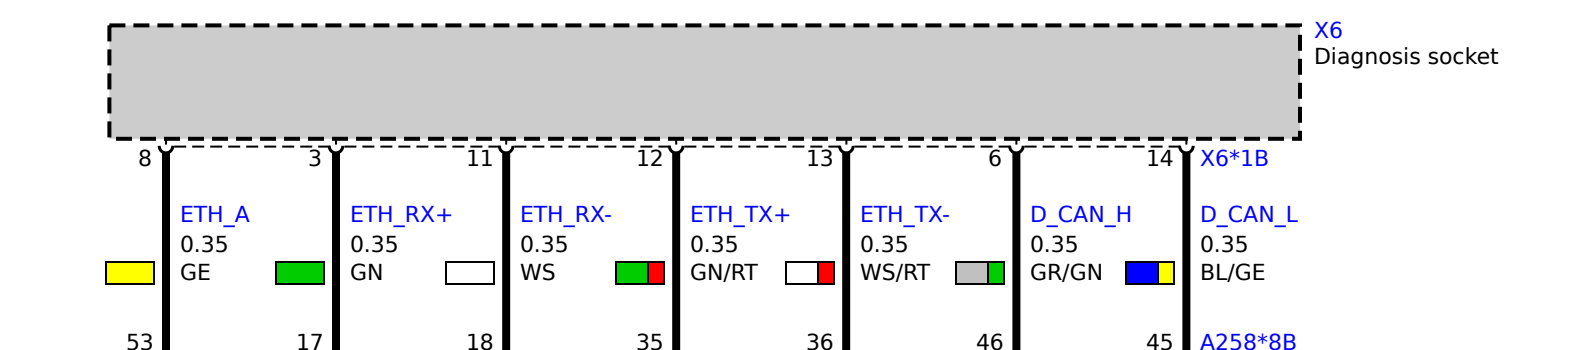 X6
Diagnosis socket
8 3 11 12 13 6 14 X6*1B
ETH_A ETH_RX+ ETH_RX- ETH_TX+ ETH_TX- D_CAN_H D_CAN_L
0.35 0.35 0.35 0.35 0.35 0.35 0.35
GE GN WS GN/RT WS/RT GR/GN BL/GE
53 17 18 35 36 46 45 A258*8B